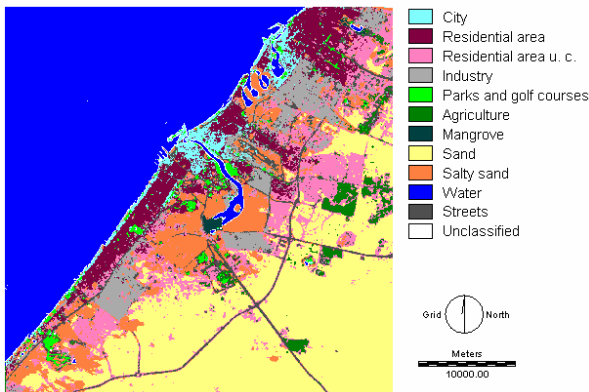 City
Residential area
Residential area u. c.
Industry
Parks and golf courses
Agriculture
Mangrove
Sand
Salty sand
Water
Streets
Unclassified
Grid North
Meters
10000.00